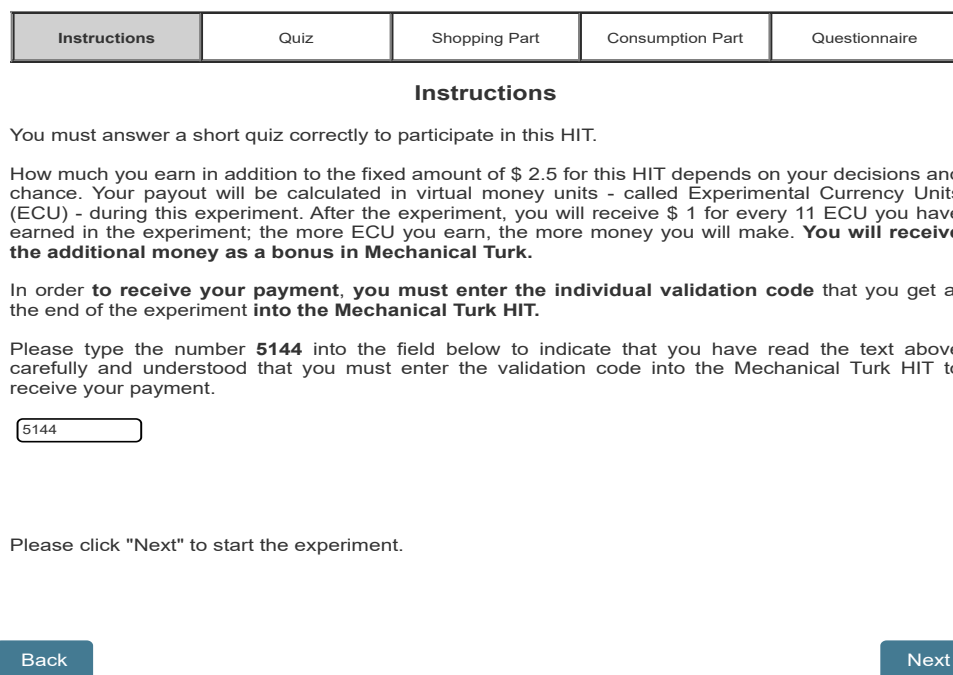 Instructions Quiz Shopping Part Consumption Part Questionnaire
Instructions
You must answer a short quiz correctly to participate in this HIT.
How much you earn in addition to the fixed amount of $ 2.5 for this HIT depends on your decisions and
chance. Your payout will be calculated in virtual money units - called Experimental Currency Units
(ECU) - during this experiment. After the experiment, you will receive $ 1 for every 11 ECU you have
earned in the experiment; the more ECU you earn, the more money you will make. You will receive
the additional money as a bonus in Mechanical Turk.
In order to receive your payment, you must enter the individual validation code that you get a
the end of the experiment into the Mechanical Turk HIT.
Please type the number 5144 into the field below to indicate that you have read the text above
carefully and understood that you must enter the validation code into the Mechanical Turk HIT to
receive your payment.
5144
Please click "Next" to start the experiment.
Back Next